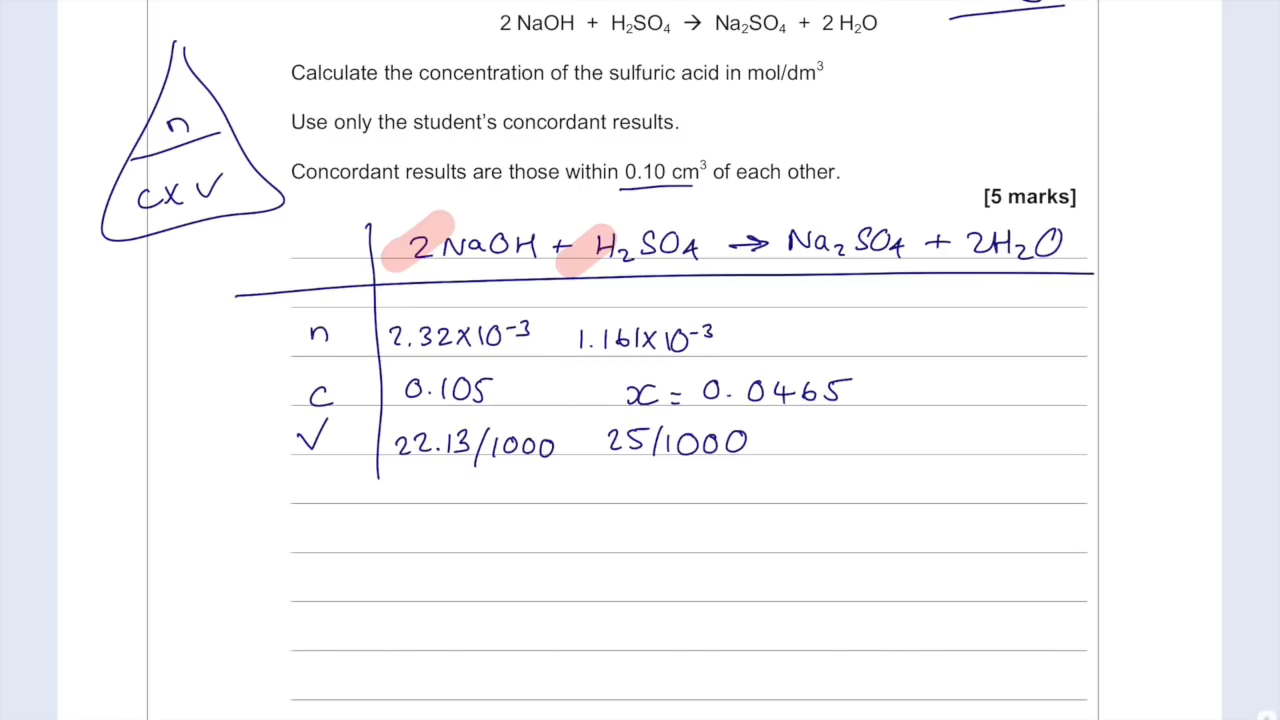 2 NaOH + H₂SO₄ → Na₂SO₄ + 2 H₂O
Calculate the concentration of the sulfuric acid in mol/dm³
Use only the student's concordant results.
Concordant results are those within 0.10 cm³ of each other.
[5 marks]
n
c x v
2NaOH + H₂SO₄ → Na₂SO₄ + 2H₂O
n 2.32x10⁻³ 1.161x10⁻³
c 0.105 x = 0.0465
v 22.13/1000 25/1000